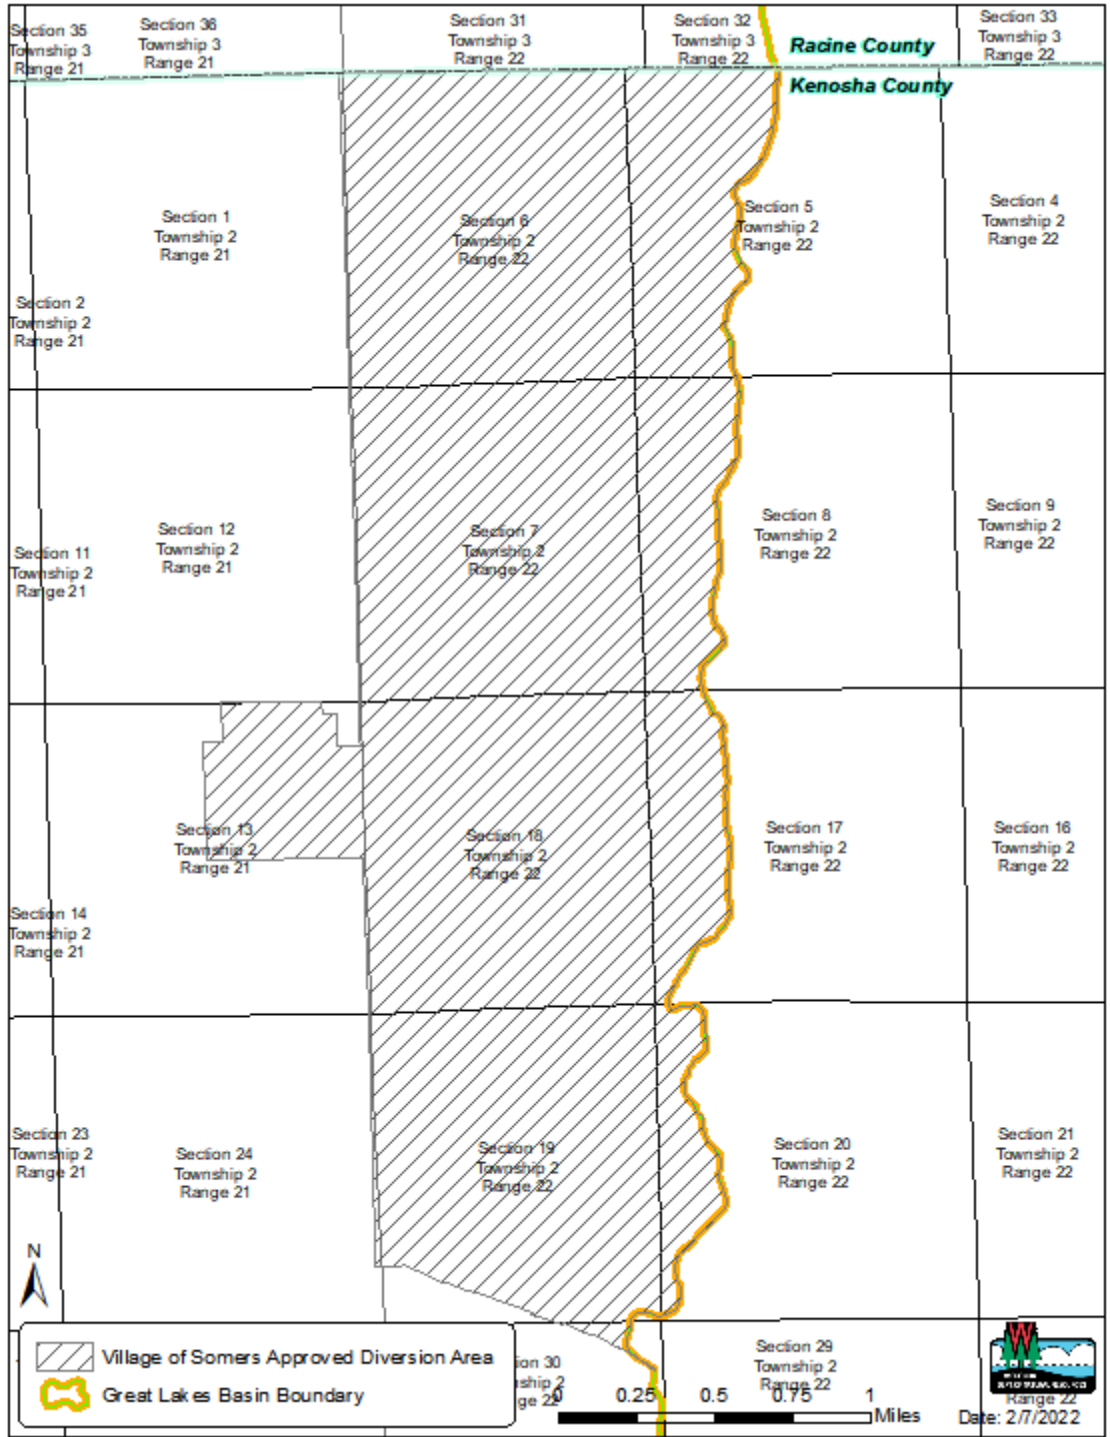 Section 35
Township 3
Range 21
Section 36
Township 3
Range 21
Section 31
Township 3
Range 22
Section 32
Township 3
Range 22
Section 33
Township 3
Range 22
Racine County
Kenosha County
Section 2
Township 2
Range 21
Section 1
Township 2
Range 21
Section 6
Township 2
Range 22
Section 5
Township 2
Range 22
Section 4
Township 2
Range 22
Section 11
Township 2
Range 21
Section 12
Township 2
Range 21
Section 7
Township 2
Range 22
Section 8
Township 2
Range 22
Section 9
Township 2
Range 22
Section 14
Township 2
Range 21
Section 13
Township 2
Range 21
Section 18
Township 2
Range 22
Section 17
Township 2
Range 22
Section 16
Township 2
Range 22
Section 23
Township 2
Range 21
Section 24
Township 2
Range 21
Section 19
Township 2
Range 22
Section 20
Township 2
Range 22
Section 21
Township 2
Range 22
N
Village of Somers Approved Diversion Area
Great Lakes Basin Boundary
ion 30
ship 2
ge 22
Section 29
Township 2
Range 22
W
Range 22
0 0.25 0.5 0.75 1
Miles
Date: 2/7/2022